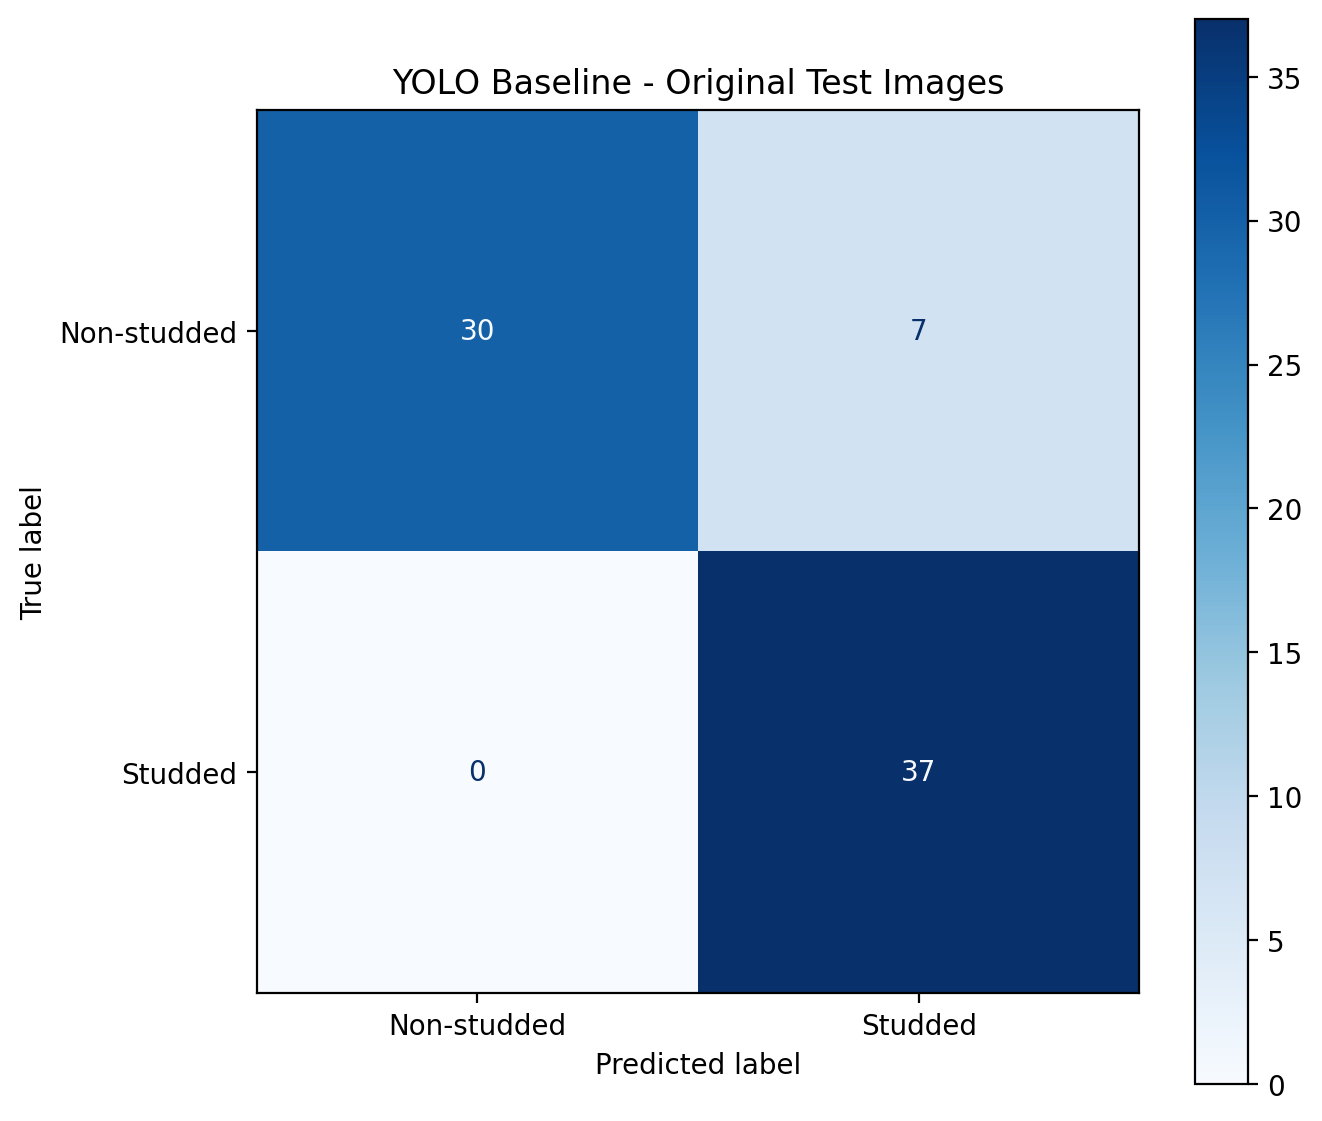 YOLO Baseline - Original Test Images
Non-studded
30
7
Studded
0
37
True label
Non-studded
Studded
Predicted label
35
30
25
20
15
10
5
0